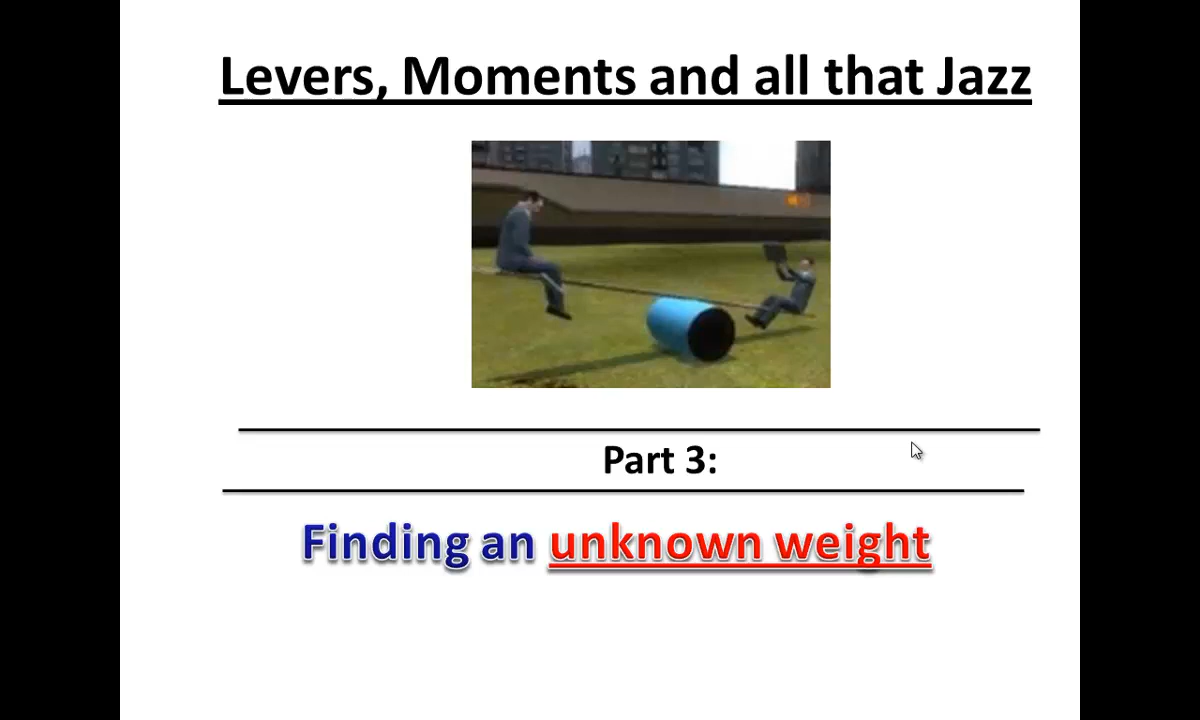 Levers, Moments and all that Jazz
Part 3:
Finding an unknown weight